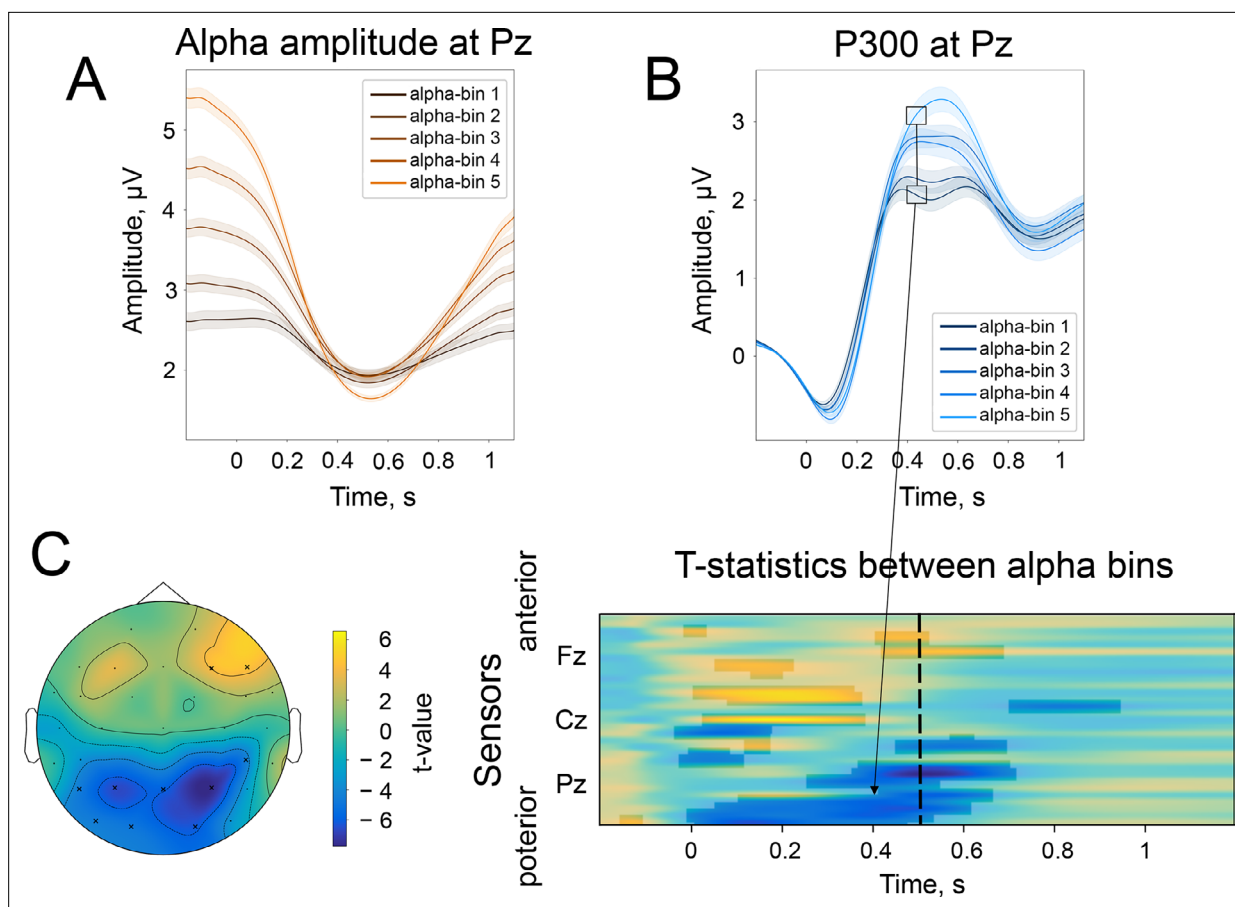 A
Alpha amplitude at Pz
alpha-bin 1
alpha-bin 2
alpha-bin 3
alpha-bin 4
alpha-bin 5
Amplitude, µV
5
4
3
2
0 0.2 0.4 0.6 0.8 1
Time, s
B
P300 at Pz
Amplitude, µV
3
2
1
0
alpha-bin 1
alpha-bin 2
alpha-bin 3
alpha-bin 4
alpha-bin 5
0 0.2 0.4 0.6 0.8 1
Time, s
C
6
4
2
0
− 2
− 4
− 6
t-value
T-statistics between alpha bins
Sensors
anterior
poterior
Fz
Cz
Pz
0 0.2 0.4 0.6 0.8 1
Time, s